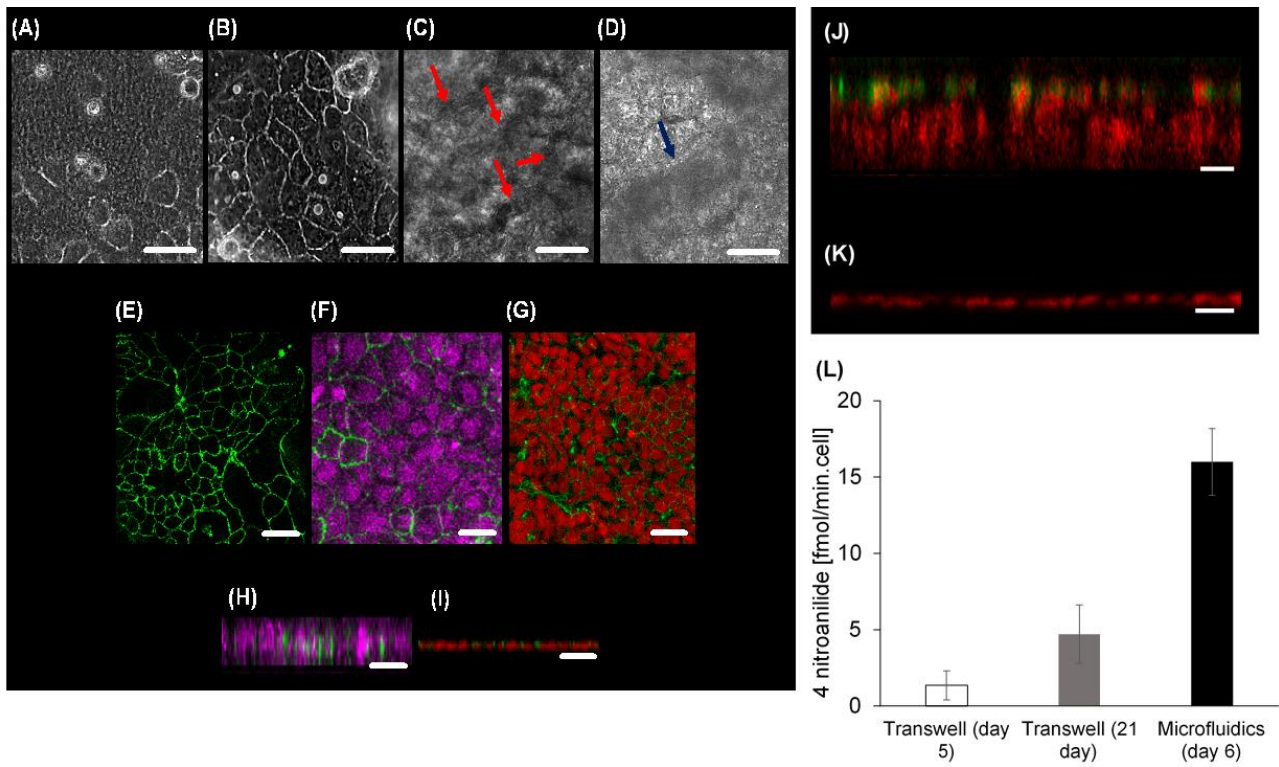 (A)
(B)
(C)
(D)
(E)
(F)
(G)
(H)
(I)
(J)
(K)
(L)
4 nitroanilide [fmol/min.cell]
20
15
10
5
0
Transwell (day
5)
Transwell (21
day)
Microfluidics
(day 6)